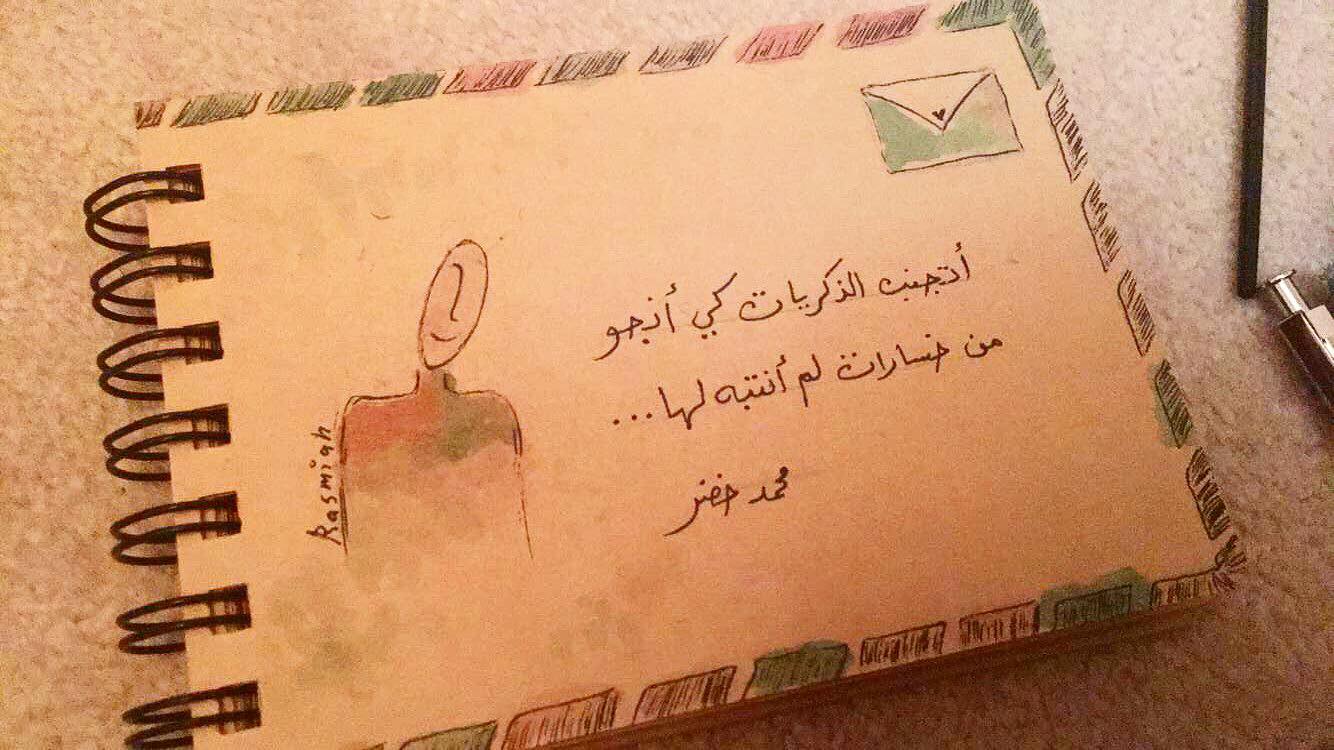 أتجنب الذكريات كي أنجو
من خسارات لم أنتبه لها...
محمد خضر
Rasmiah